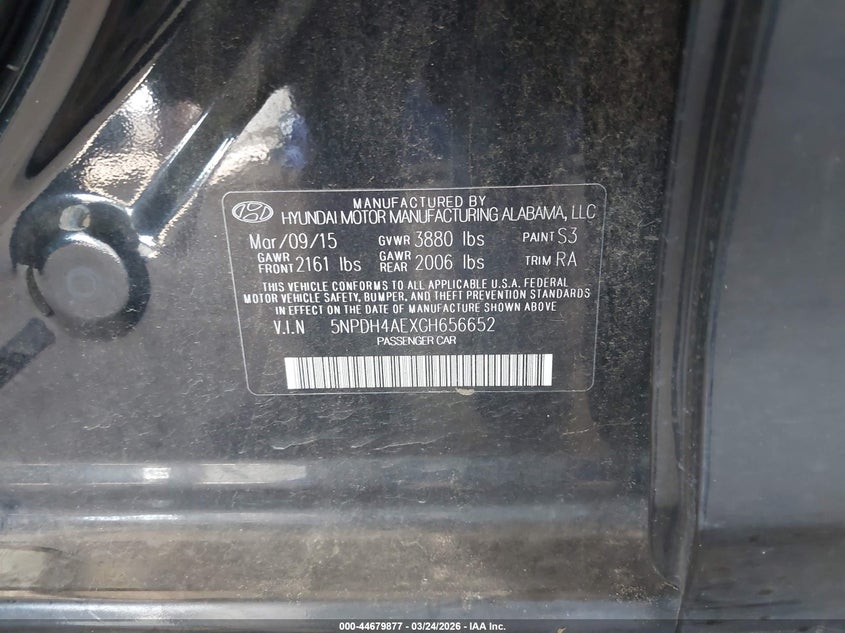 MANUFACTURED BY
HYUNDAI MOTOR MANUFACTURING ALABAMA, LLC
Mar/09/15 GVWR 3880 lbs PAINT S3
GAWR FRONT 2161 lbs GAWR REAR 2006 lbs TRIM RA
THIS VEHICLE CONFORMS TO ALL APPLICABLE U.S.A. FEDERAL
MOTOR VEHICLE SAFETY, BUMPER, AND THEFT PREVENTION STANDARDS
IN EFFECT ON THE DATE OF MANUFACTURE SHOWN ABOVE
V.I.N 5NPDH4AEXGH656652
PASSENGER CAR
000-44679877 — 03/24/2026 — IAA Inc.